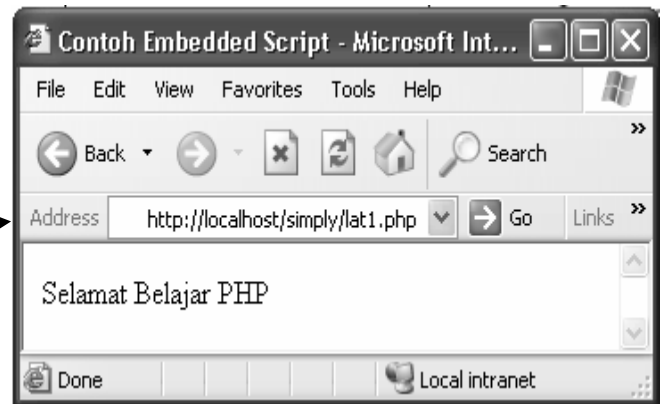 Contoh Embedded Script - Microsoft Int...
File Edit View Favorites Tools Help
Back Search »
Address http://localhost/simply/lat1.php Go Links »
Selamat Belajar PHP
Done Local intranet